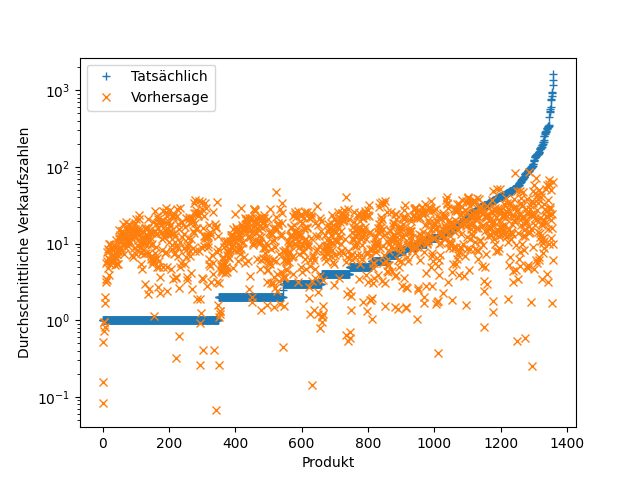 Tatsächlich
Vorhersage
Durchschnittliche Verkaufszahlen
10³
10²
10¹
10⁰
10⁻¹
0 200 400 600 800 1000 1200 1400
Produkt